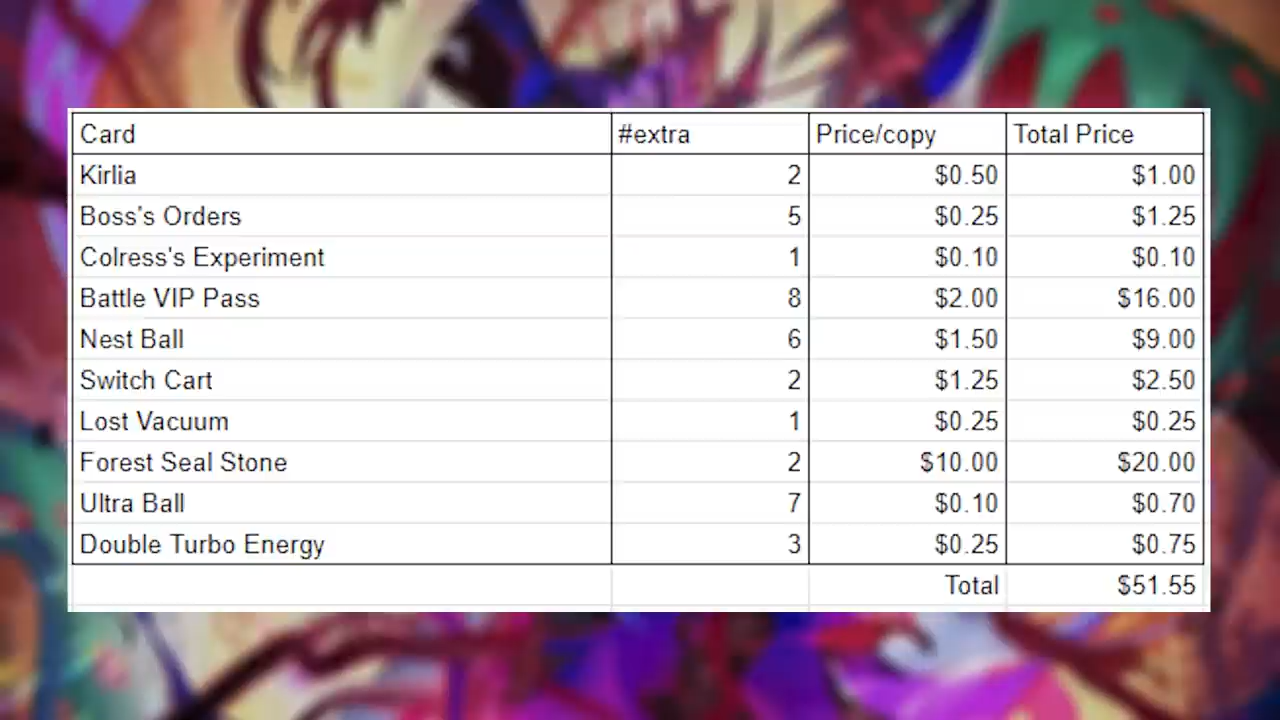 Card #extra Price/copy Total Price
Kirlia 2 $0.50 $1.00
Boss's Orders 5 $0.25 $1.25
Colress's Experiment 1 $0.10 $0.10
Battle VIP Pass 8 $2.00 $16.00
Nest Ball 6 $1.50 $9.00
Switch Cart 2 $1.25 $2.50
Lost Vacuum 1 $0.25 $0.25
Forest Seal Stone 2 $10.00 $20.00
Ultra Ball 7 $0.10 $0.70
Double Turbo Energy 3 $0.25 $0.75
Total $51.55